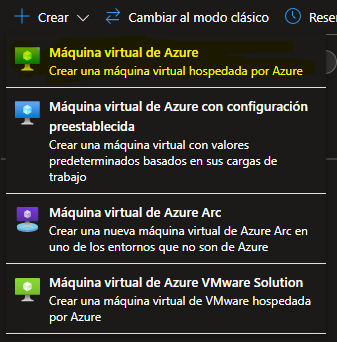 Crear
Cambiar al modo clásico
Máquina virtual de Azure
Crear una máquina virtual hospedada por Azure
Máquina virtual de Azure con configuración
preestablecida
Crear una máquina virtual con valores
predeterminados basados en sus cargas de
trabajo
Máquina virtual de Azure Arc
Crear una nueva máquina virtual de Azure Arc en
uno de los entornos que no son de Azure
Máquina virtual de Azure VMware Solution
Crear una máquina virtual de VMware hospedada
por Azure